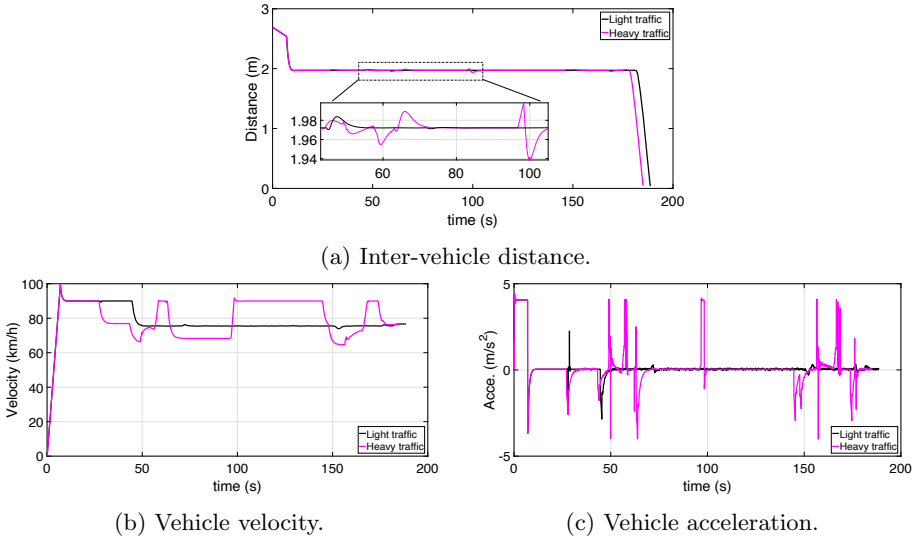 3
2
1
0
Distance (m)
Light traffic
Heavy traffic
1.98
1.96
1.94
60
80
100
0
50
100
150
200
time (s)
(a) Inter-vehicle distance.
100
80
60
40
20
0
Velocity (km/h)
Light traffic
Heavy traffic
0
50
100
150
200
time (s)
(b) Vehicle velocity.
5
0
-5
Acce. (m/s²)
Light traffic
Heavy traffic
0
50
100
150
200
time (s)
(c) Vehicle acceleration.